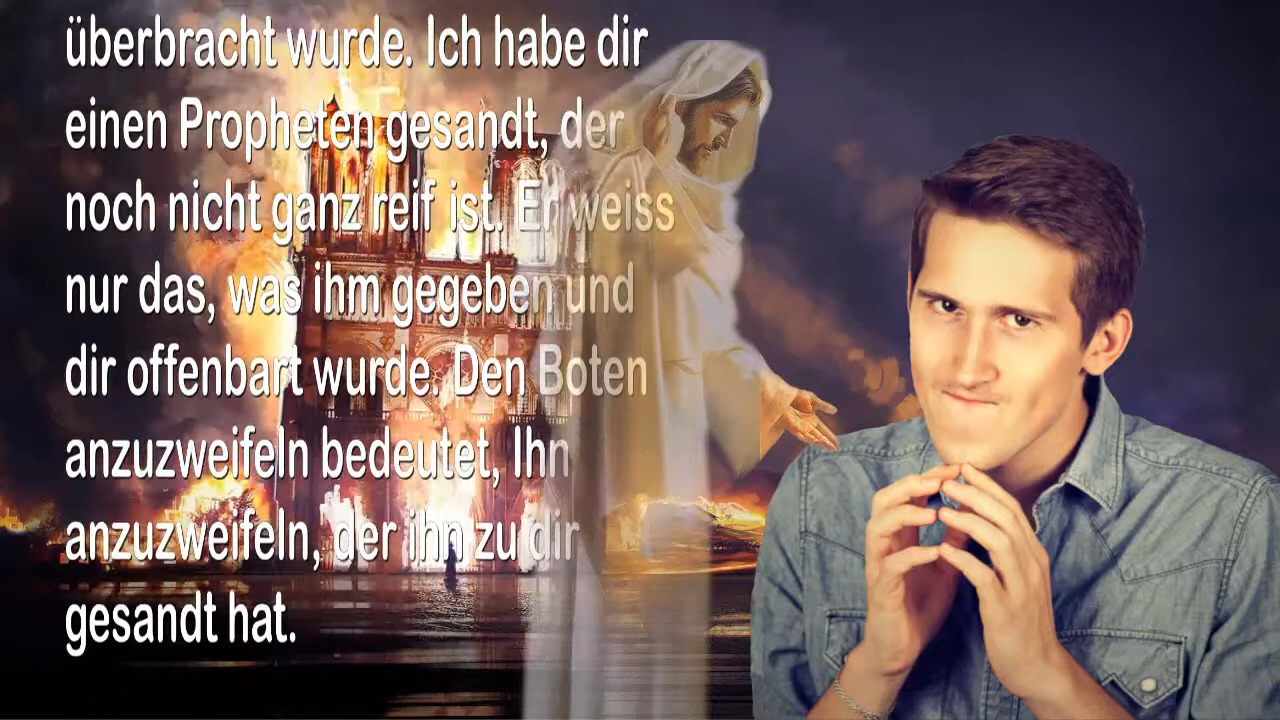 überbracht wurde. Ich habe dir
einen Propheten gesandt, der
noch nicht ganz reif ist. Er weiss
nur das, was ihm gegeben und
dir offenbart wurde. Den Boten
anzuzweifeln bedeutet, Ihn
anzuzweifeln, der ihn zu dir
gesandt hat.